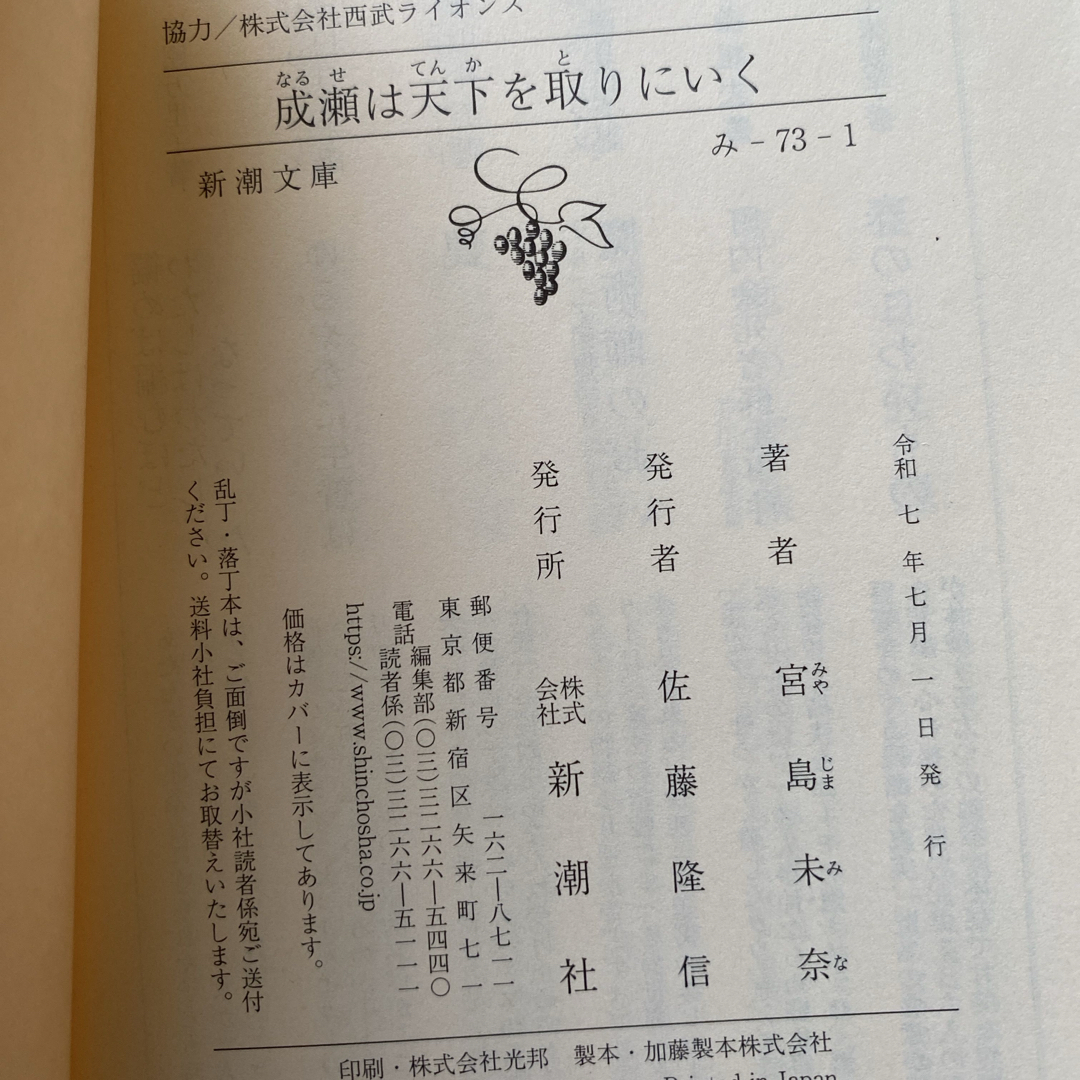 協力／株式会社西武ライオンズ
成瀬は天下を取りにいく
なる せ てん か と
新潮文庫
み-73-1
令和七年七月一日発行
著者 宮島未奈
みや じま み な
発行者 佐藤隆信
発行所 株式会社 新潮社
郵便番号 一六二―八七一一
東京都新宿区矢来町七一
電話 編集部(〇三)三二六六―五四四〇
読者係(〇三)三二六六―五一一一
https://www.shinchosha.co.jp
価格はカバーに表示してあります。
乱丁・落丁本は、ご面倒ですが小社読者係宛ご送付
ください。送料小社負担にてお取替えいたします。
印刷・株式会社光邦 製本・加藤製本株式会社
Printed in Japan